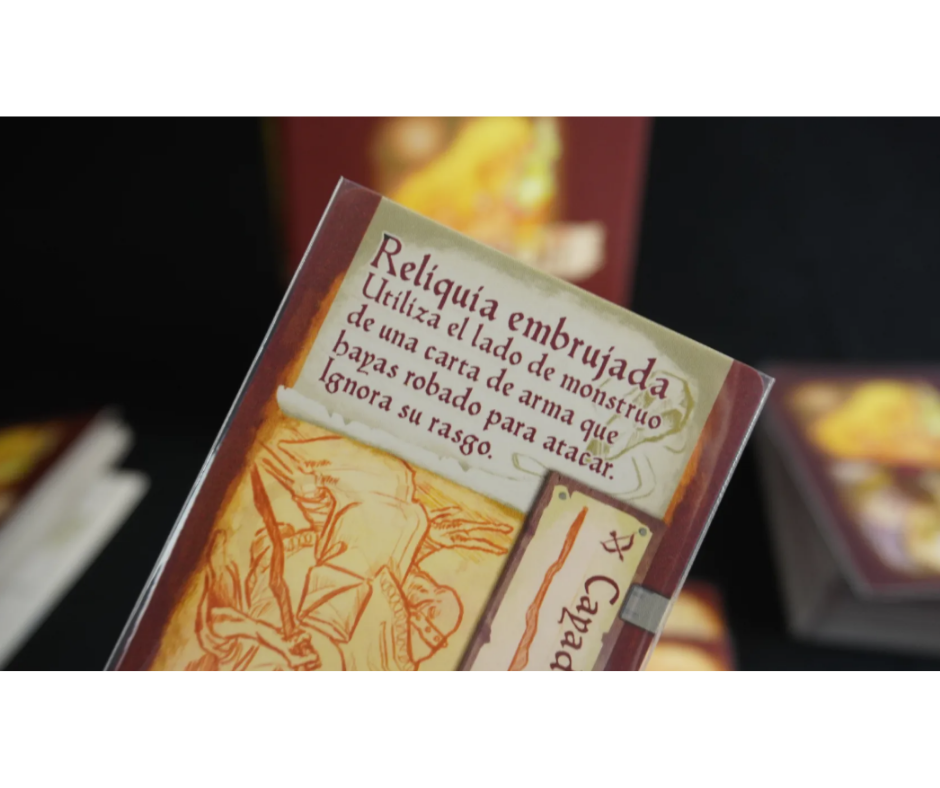 Reliquia embrujada
Utiliza el lado de monstruo
de una carta de arma que
hayas robado para atacar.
Ignora su rasgo.